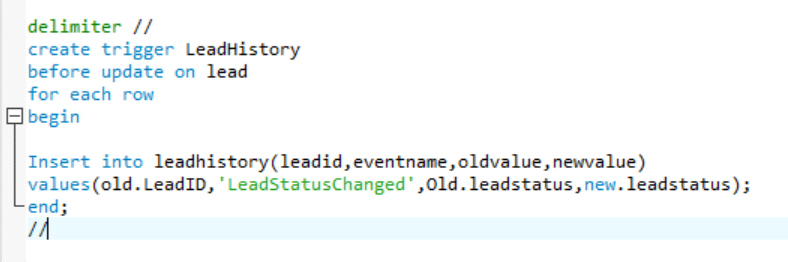 delimiter //
create trigger LeadHistory
before update on lead
for each row
begin
Insert into leadhistory(leadid,eventname,oldvalue,newvalue)
values(old.LeadID,'LeadStatusChanged',Old.leadstatus,new.leadstatus);
end;
//